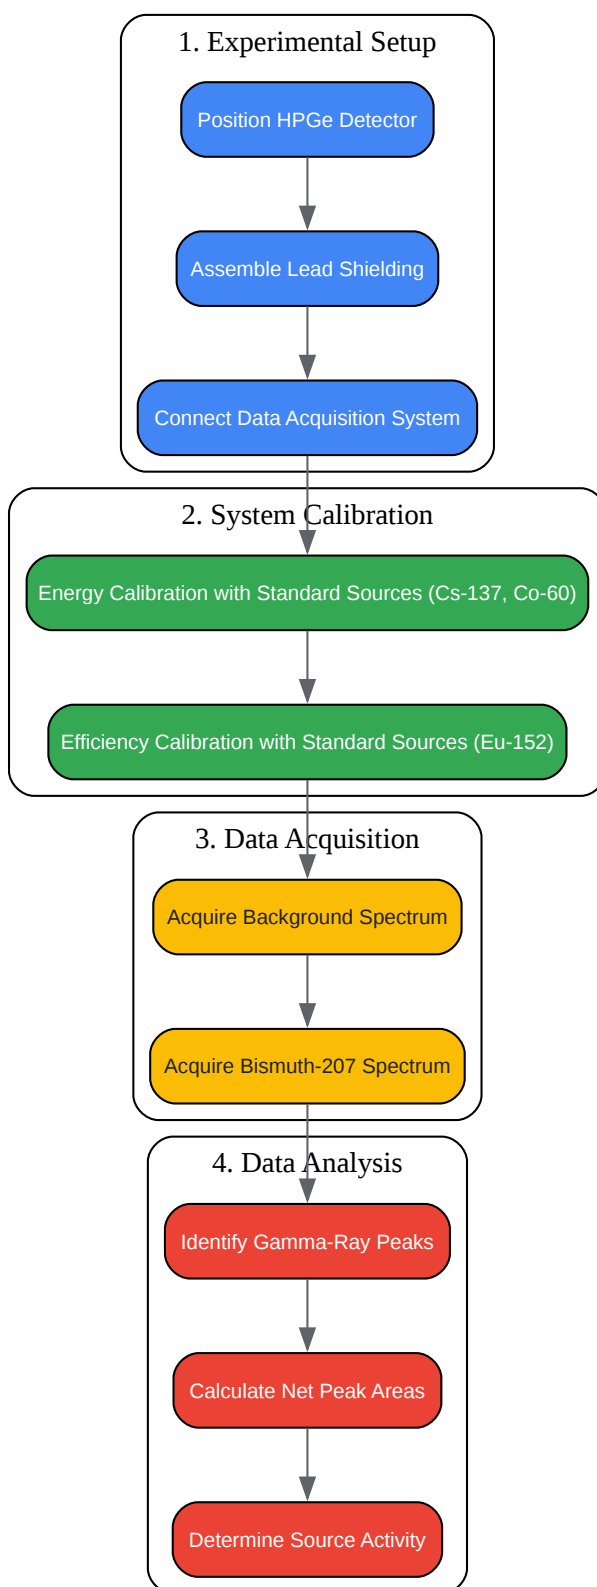 1. Experimental Setup
Position HPGe Detector
Assemble Lead Shielding
Connect Data Acquisition System
2. System Calibration
Energy Calibration with Standard Sources (Cs-137, Co-60)
Efficiency Calibration with Standard Sources (Eu-152)
3. Data Acquisition
Acquire Background Spectrum
Acquire Bismuth-207 Spectrum
4. Data Analysis
Identify Gamma-Ray Peaks
Calculate Net Peak Areas
Determine Source Activity